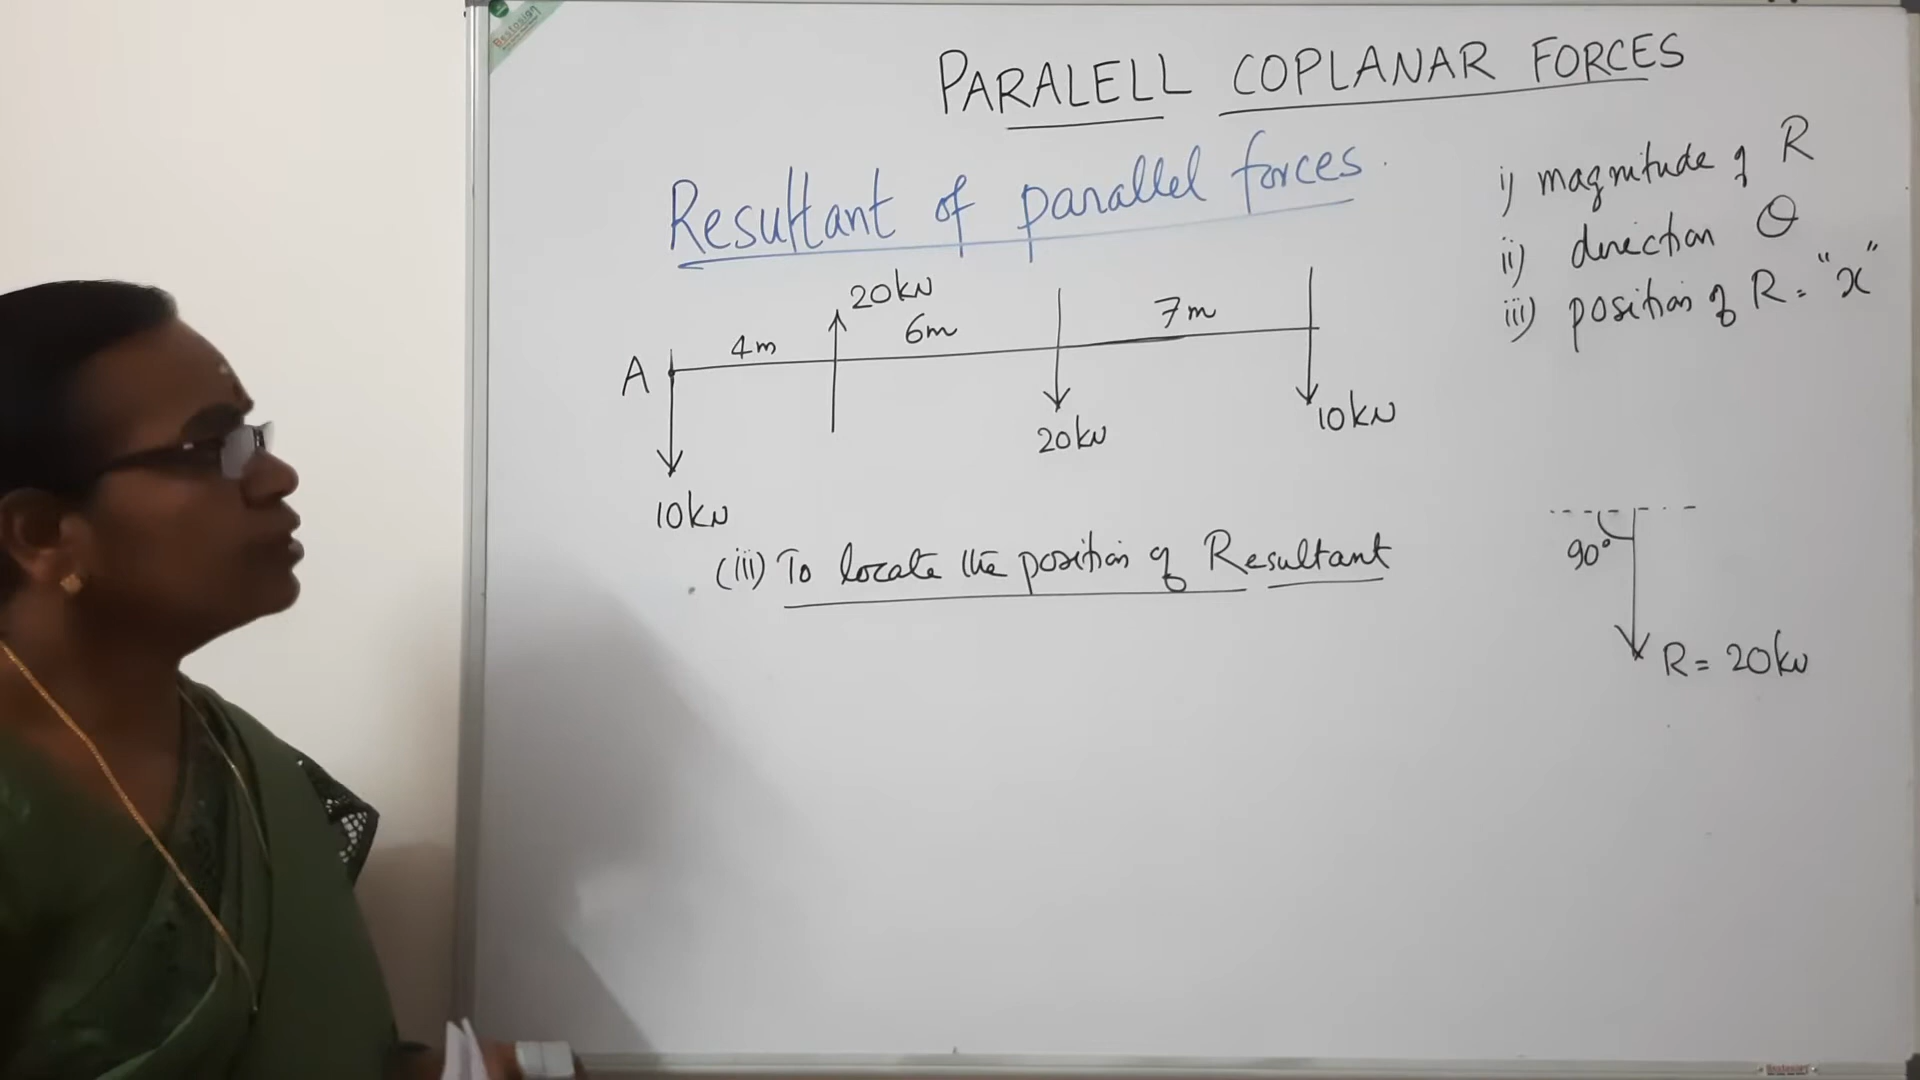 Bestosign
PARALELL COPLANAR FORCES
Resultant of parallel forces.
i) magnitude of R
ii) direction θ
iii) position of R = "x"
20kN
4m
6m
7m
A
10kN
20kN
10kN
(iii) To locate the position of Resultant
90°
R = 20kN